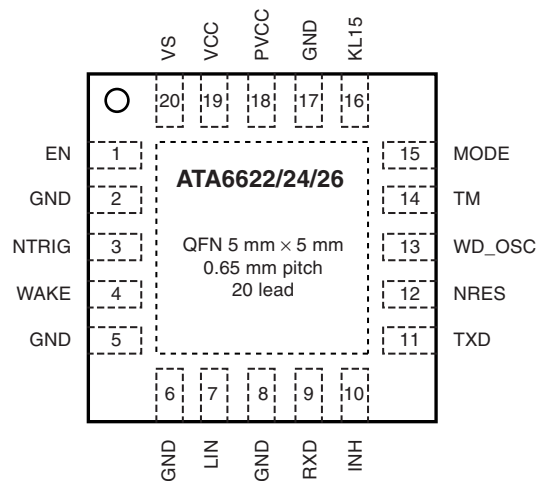 VS VCC PVCC GND KL15
20 19 18 17 16
EN 1 15 MODE
ATA6622/24/26
GND 2 14 TM
NTRIG 3 QFN 5 mm × 5 mm 13 WD_OSC
0.65 mm pitch
WAKE 4 20 lead 12 NRES
GND 5 11 TXD
6 7 8 9 10
GND LIN GND RXD INH